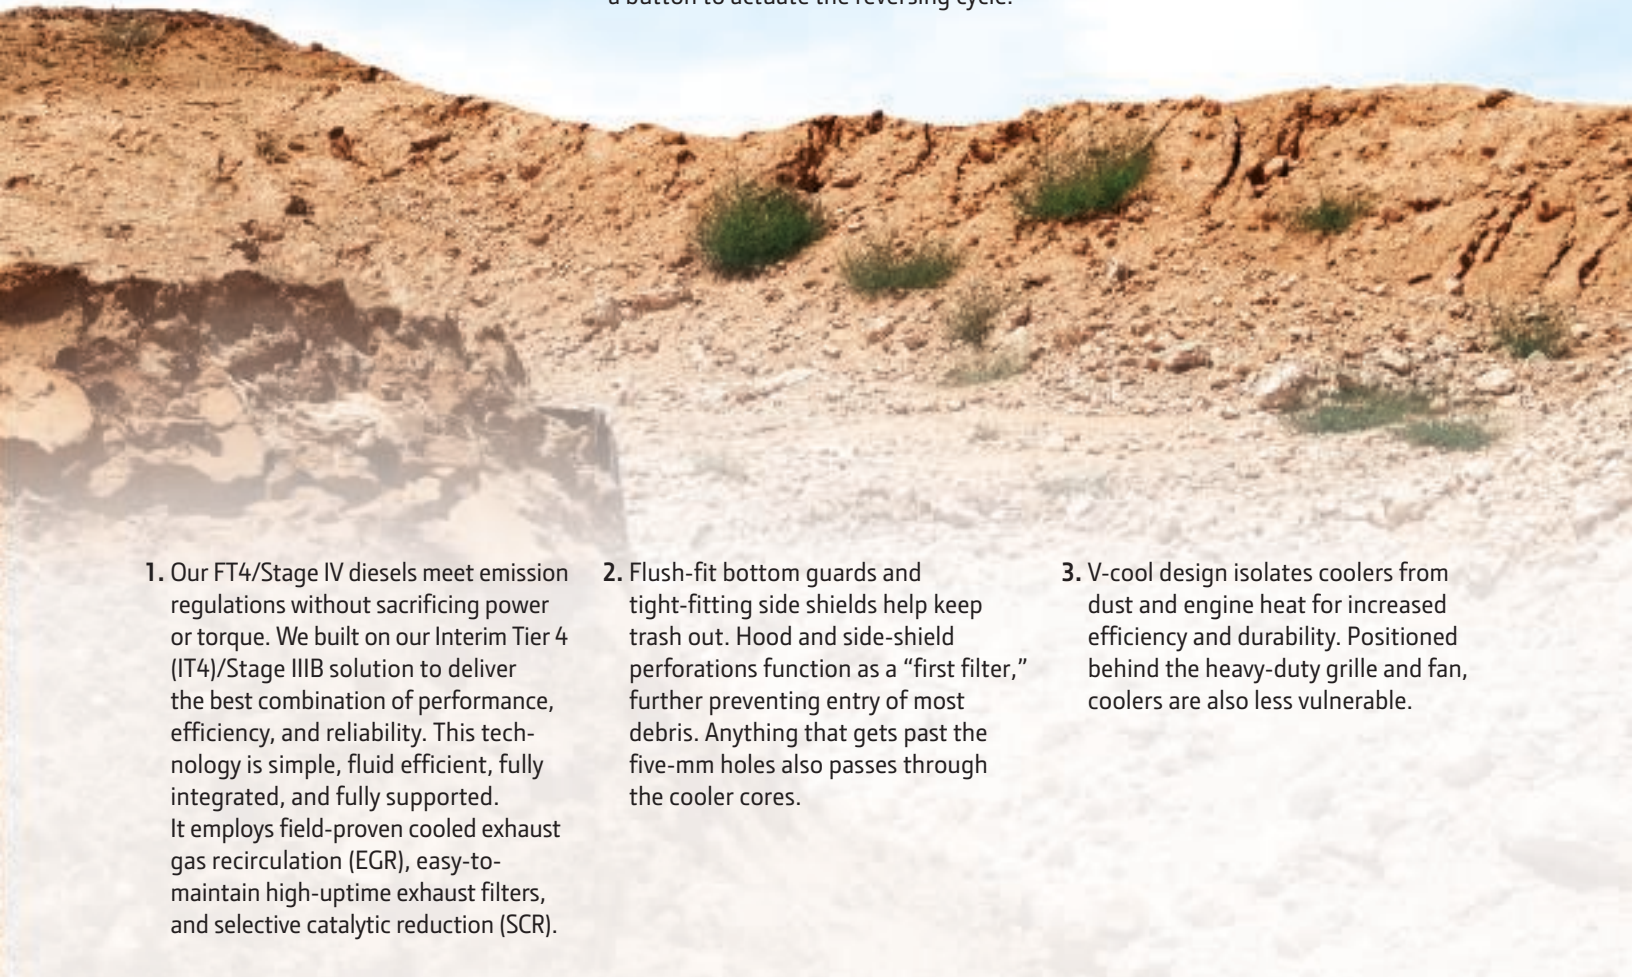 a button to actuate the reversing cycle.
1. Our FT4/Stage IV diesels meet emission
regulations without sacrificing power
or torque. We built on our Interim Tier 4
(IT4)/Stage IIIB solution to deliver
the best combination of performance,
efficiency, and reliability. This tech-
nology is simple, fluid efficient, fully
integrated, and fully supported.
It employs field-proven cooled exhaust
gas recirculation (EGR), easy-to-
maintain high-uptime exhaust filters,
and selective catalytic reduction (SCR).
2. Flush-fit bottom guards and
tight-fitting side shields help keep
trash out. Hood and side-shield
perforations function as a “first filter,”
further preventing entry of most
debris. Anything that gets past the
five-mm holes also passes through
the cooler cores.
3. V-cool design isolates coolers from
dust and engine heat for increased
efficiency and durability. Positioned
behind the heavy-duty grille and fan,
coolers are also less vulnerable.